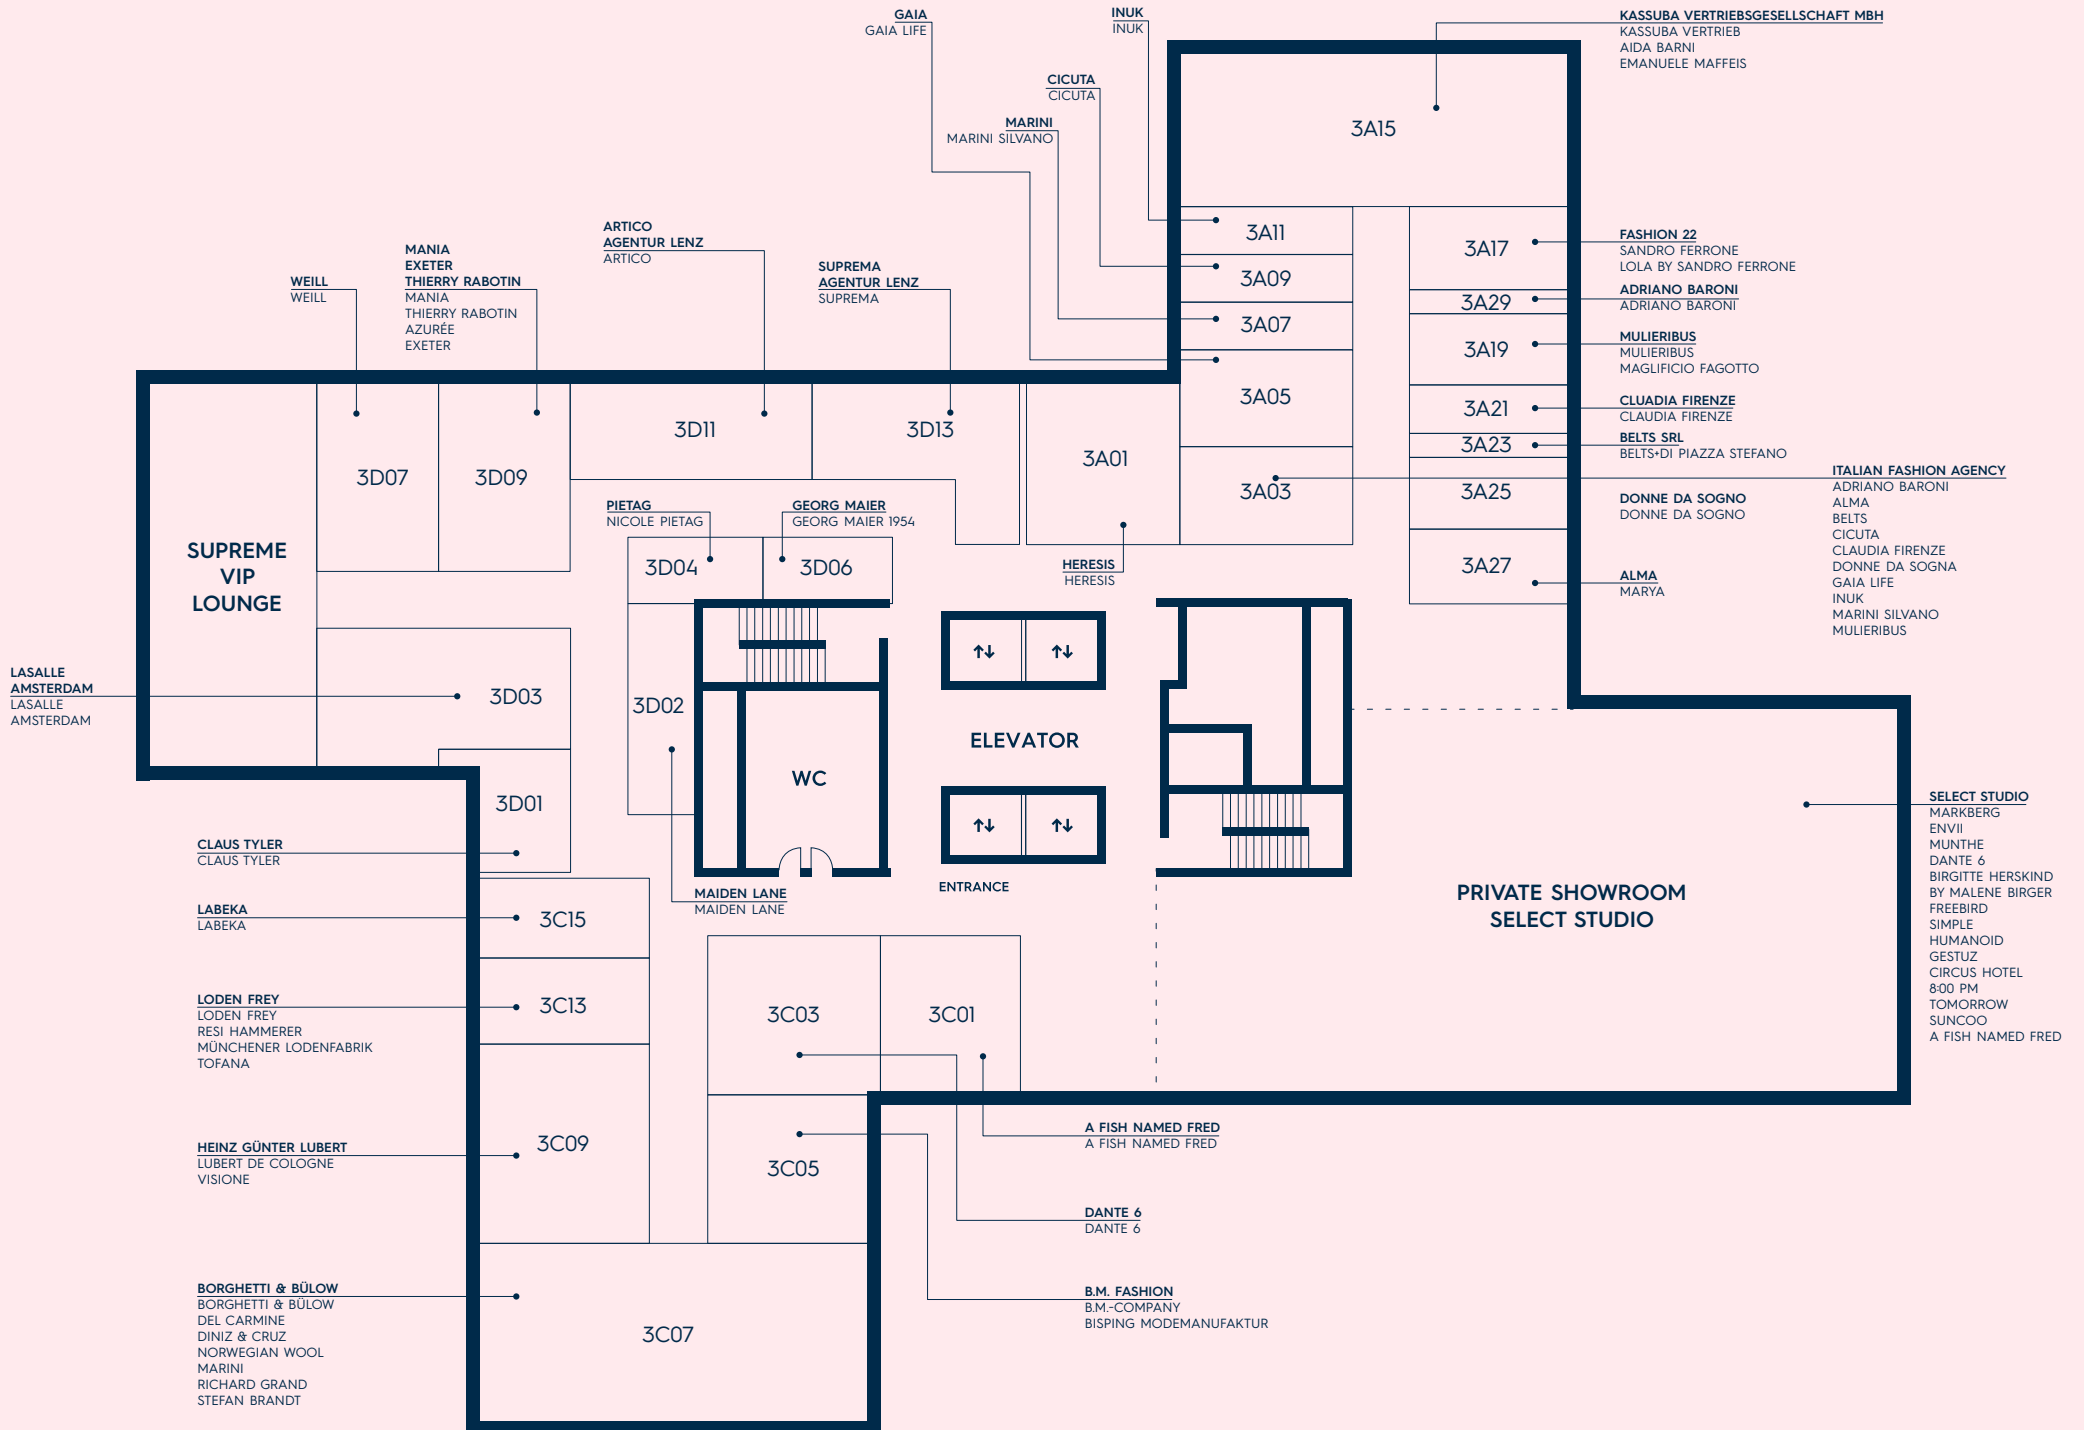 GAIA
GAIA LIFE
INUK
INUK
CICUTA
CICUTA
MARINI
MARINI SILVANO
KASSUBA VERTRIEBSGESELLSCHAFT MBH
KASSUBA VERTRIEB
AIDA BARNI
EMANUELE MAFFEIS
3A15
WEILL
WEILL
MANIA
EXETER
THIERRY RABOTIN
MANIA
THIERRY RABOTIN
AZURÉE
EXETER
ARTICO
AGENTUR LENZ
ARTICO
SUPREMA
AGENTUR LENZ
SUPREMA
3A11
3A09
3A07
3A05
3A03
3A01
3A17
3A29
3A19
3A21
3A23
3A25
3A27
FASHION 22
SANDRO FERRONE
LOLA BY SANDRO FERRONE
ADRIANO BARONI
ADRIANO BARONI
MULIERIBUS
MULIERIBUS
MAGLIFICIO FAGOTTO
CLUADIA FIRENZE
CLAUDIA FIRENZE
BELTS SRL
BELTS+DI PIAZZA STEFANO
DONNE DA SOGNO
DONNE DA SOGNO
ALMA
MARYA
ITALIAN FASHION AGENCY
ADRIANO BARONI
ALMA
BELTS
CICUTA
CLAUDIA FIRENZE
DONNE DA SOGNA
GAIA LIFE
INUK
MARINI SILVANO
MULIERIBUS
3D07
3D09
3D11
3D13
SUPREME
VIP
LOUNGE
PIETAG
NICOLE PIETAG
GEORG MAIER
GEORG MAIER 1954
3D04
3D06
HERESIS
HERESIS
LASALLE
AMSTERDAM
LASALLE
AMSTERDAM
3D03
3D02
3D01
WC
ELEVATOR
ENTRANCE
CLAUS TYLER
CLAUS TYLER
MAIDEN LANE
MAIDEN LANE
PRIVATE SHOWROOM
SELECT STUDIO
SELECT STUDIO
MARKBERG
ENVII
MUNTHE
DANTE 6
BIRGITTE HERSKIND
BY MALENE BIRGER
FREEBIRD
SIMPLE
HUMANOID
GESTUZ
CIRCUS HOTEL
8:00 PM
TOMORROW
SUNCOO
A FISH NAMED FRED
LABEKA
LABEKA
3C15
LODEN FREY
LODEN FREY
RESI HAMMERER
MÜNCHENER LODENFABRIK
TOFANA
3C13
3C03
3C01
HEINZ GÜNTER LUBERT
LUBERT DE COLOGNE
VISIONE
3C09
3C05
A FISH NAMED FRED
A FISH NAMED FRED
DANTE 6
DANTE 6
BORGHETTI & BÜLOW
BORGHETTI & BÜLOW
DEL CARMINE
DINIZ & CRUZ
NORWEGIAN WOOL
MARINI
RICHARD GRAND
STEFAN BRANDT
3C07
B.M. FASHION
B.M.-COMPANY
BISPING MODEMANUFAKTUR